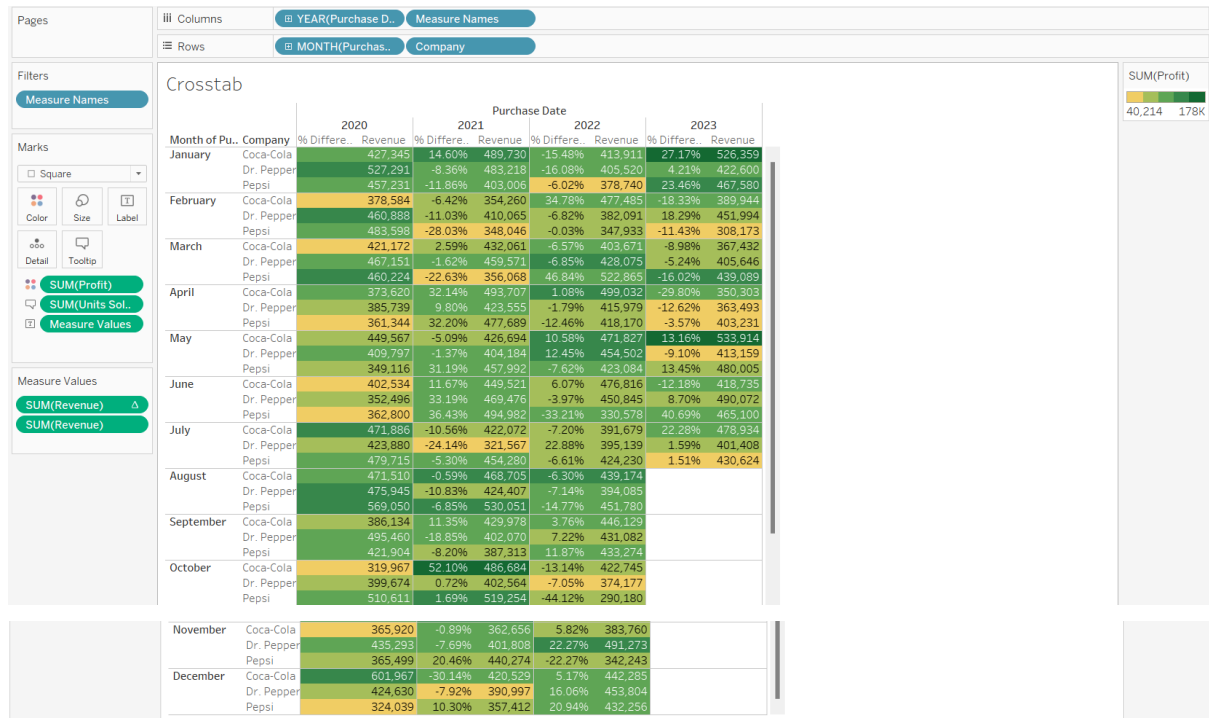 Pages
iii Columns
YEAR(Purchase D.. Measure Names
Rows
MONTH(Purchas.. Company
Filters
Measure Names
Marks
Square
Color Size Label
Detail Tooltip
SUM(Profit)
SUM(Units Sol..
Measure Values
Measure Values
SUM(Revenue) Δ
SUM(Revenue)
Crosstab
Purchase Date
2020 2021 2022 2023
Month of Pu.. Company % Differe.. Revenue % Differe.. Revenue % Differe.. Revenue % Differe.. Revenue
January Coca-Cola 427,345 14.60% 489,730 -15.48% 413,911 27.17% 526,359
Dr. Pepper 527,291 -8.36% 483,218 -16.08% 405,520 4.21% 422,600
Pepsi 457,231 -11.86% 403,006 -6.02% 378,740 23.46% 467,580
February Coca-Cola 378,584 -6.42% 354,260 34.78% 477,485 -18.33% 389,944
Dr. Pepper 460,888 -11.03% 410,065 -6.82% 382,091 18.29% 451,994
Pepsi 483,598 -28.03% 348,046 -0.03% 347,933 -11.43% 308,173
March Coca-Cola 421,172 2.59% 432,061 -6.57% 403,671 -8.98% 367,432
Dr. Pepper 467,151 -1.62% 459,571 -6.85% 428,075 -5.24% 405,646
Pepsi 460,224 -22.63% 356,068 46.84% 522,865 -16.02% 439,089
April Coca-Cola 373,620 32.14% 493,707 1.08% 499,032 -29.80% 350,303
Dr. Pepper 385,739 9.80% 423,555 -1.79% 415,979 -12.62% 363,493
Pepsi 361,344 32.20% 477,689 -12.46% 418,170 -3.57% 403,231
May Coca-Cola 449,567 -5.09% 426,694 10.58% 471,827 13.16% 533,914
Dr. Pepper 409,797 -1.37% 404,184 12.45% 454,502 -9.10% 413,159
Pepsi 349,116 31.19% 457,992 -7.62% 423,084 13.45% 480,005
June Coca-Cola 402,534 11.67% 449,521 6.07% 476,816 -12.18% 418,735
Dr. Pepper 352,496 33.19% 469,476 -3.97% 450,845 8.70% 490,072
Pepsi 362,800 36.43% 494,982 -33.21% 330,578 40.69% 465,100
July Coca-Cola 471,886 -10.56% 422,072 -7.20% 391,679 22.28% 478,934
Dr. Pepper 423,880 -24.14% 321,567 22.88% 395,139 1.59% 401,408
Pepsi 479,715 -5.30% 454,280 -6.61% 424,230 1.51% 430,624
August Coca-Cola 471,510 -0.59% 468,705 -6.30% 439,174
Dr. Pepper 475,945 -10.83% 424,407 -7.14% 394,085
Pepsi 569,050 -6.85% 530,051 -14.77% 451,780
September Coca-Cola 386,134 11.35% 429,978 3.76% 446,129
Dr. Pepper 495,460 -18.85% 402,070 7.22% 431,082
Pepsi 421,904 -8.20% 387,313 11.87% 433,274
October Coca-Cola 319,967 52.10% 486,684 -13.14% 422,745
Dr. Pepper 399,674 0.72% 402,564 -7.05% 374,177
Pepsi 510,611 1.69% 519,254 -44.12% 290,180
November Coca-Cola 365,920 -0.89% 362,656 5.82% 383,760
Dr. Pepper 435,293 -7.69% 401,808 22.27% 491,273
Pepsi 365,499 20.46% 440,274 -22.27% 342,243
December Coca-Cola 601,967 -30.14% 420,529 5.17% 442,285
Dr. Pepper 424,630 -7.92% 390,997 16.06% 453,804
Pepsi 324,039 10.30% 357,412 20.94% 432,256
SUM(Profit)
40,214 178K